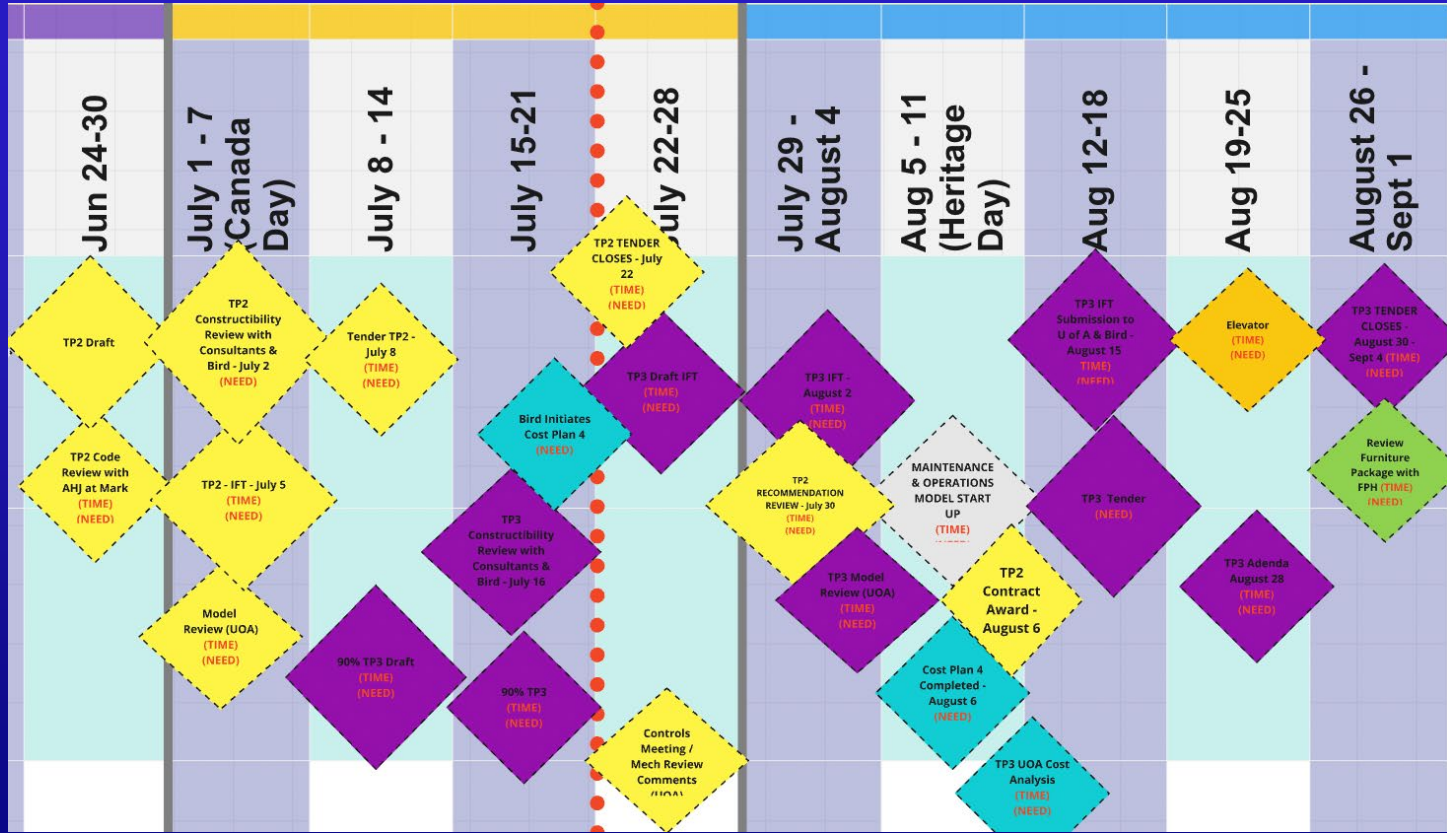 Jun 24-30
July 1 - 7
(Canada
Day)
July 8 - 14
July 15-21
July 22-28
July 29 -
August 4
Aug 5 - 11
(Heritage
Day)
Aug 12-18
Aug 19-25
August 26 -
Sept 1
TP2 Draft
TP2 Code
Review with
AHJ at Mark
(TIME)
(NEED)
TP2
Constructibility
Review with
Consultants &
Bird - July 2
(NEED)
TP2 - IFT - July 5
(TIME)
(NEED)
Model
Review (UOA)
(TIME)
(NEED)
Tender TP2 -
July 8
(TIME)
(NEED)
90% TP3 Draft
(TIME)
(NEED)
Bird Initiates
Cost Plan 4
(NEED)
TP3
Constructibility
Review with
Consultants &
Bird - July 16
90% TP3
(TIME)
(NEED)
TP2 TENDER
CLOSES - July
22
(TIME)
(NEED)
TP3 Draft IFT
(TIME)
(NEED)
Controls
Meeting /
Mech Review
Comments
(UOA)
TP3 IFT -
August 2
(TIME)
(NEED)
TP2
RECOMMENDATION
REVIEW - July 30
(TIME)
(NEED)
TP3 Model
Review (UOA)
(TIME)
(NEED)
MAINTENANCE
& OPERATIONS
MODEL START
UP
(TIME)
TP2
Contract
Award -
August 6
Cost Plan 4
Completed -
August 6
(NEED)
TP3 UOA Cost
Analysis
(TIME)
(NEED)
TP3 IFT
Submission to
U of A & Bird -
August 15
TIME)
(NEED)
TP3 Tender
(NEED)
Elevator
(TIME)
(NEED)
TP3 Adenda
August 28
(TIME)
(NEED)
TP3 TENDER
CLOSES -
August 30 -
Sept 4 (TIME)
(NEED)
Review
Furniture
Package with
FPH (TIME)
(NEED)